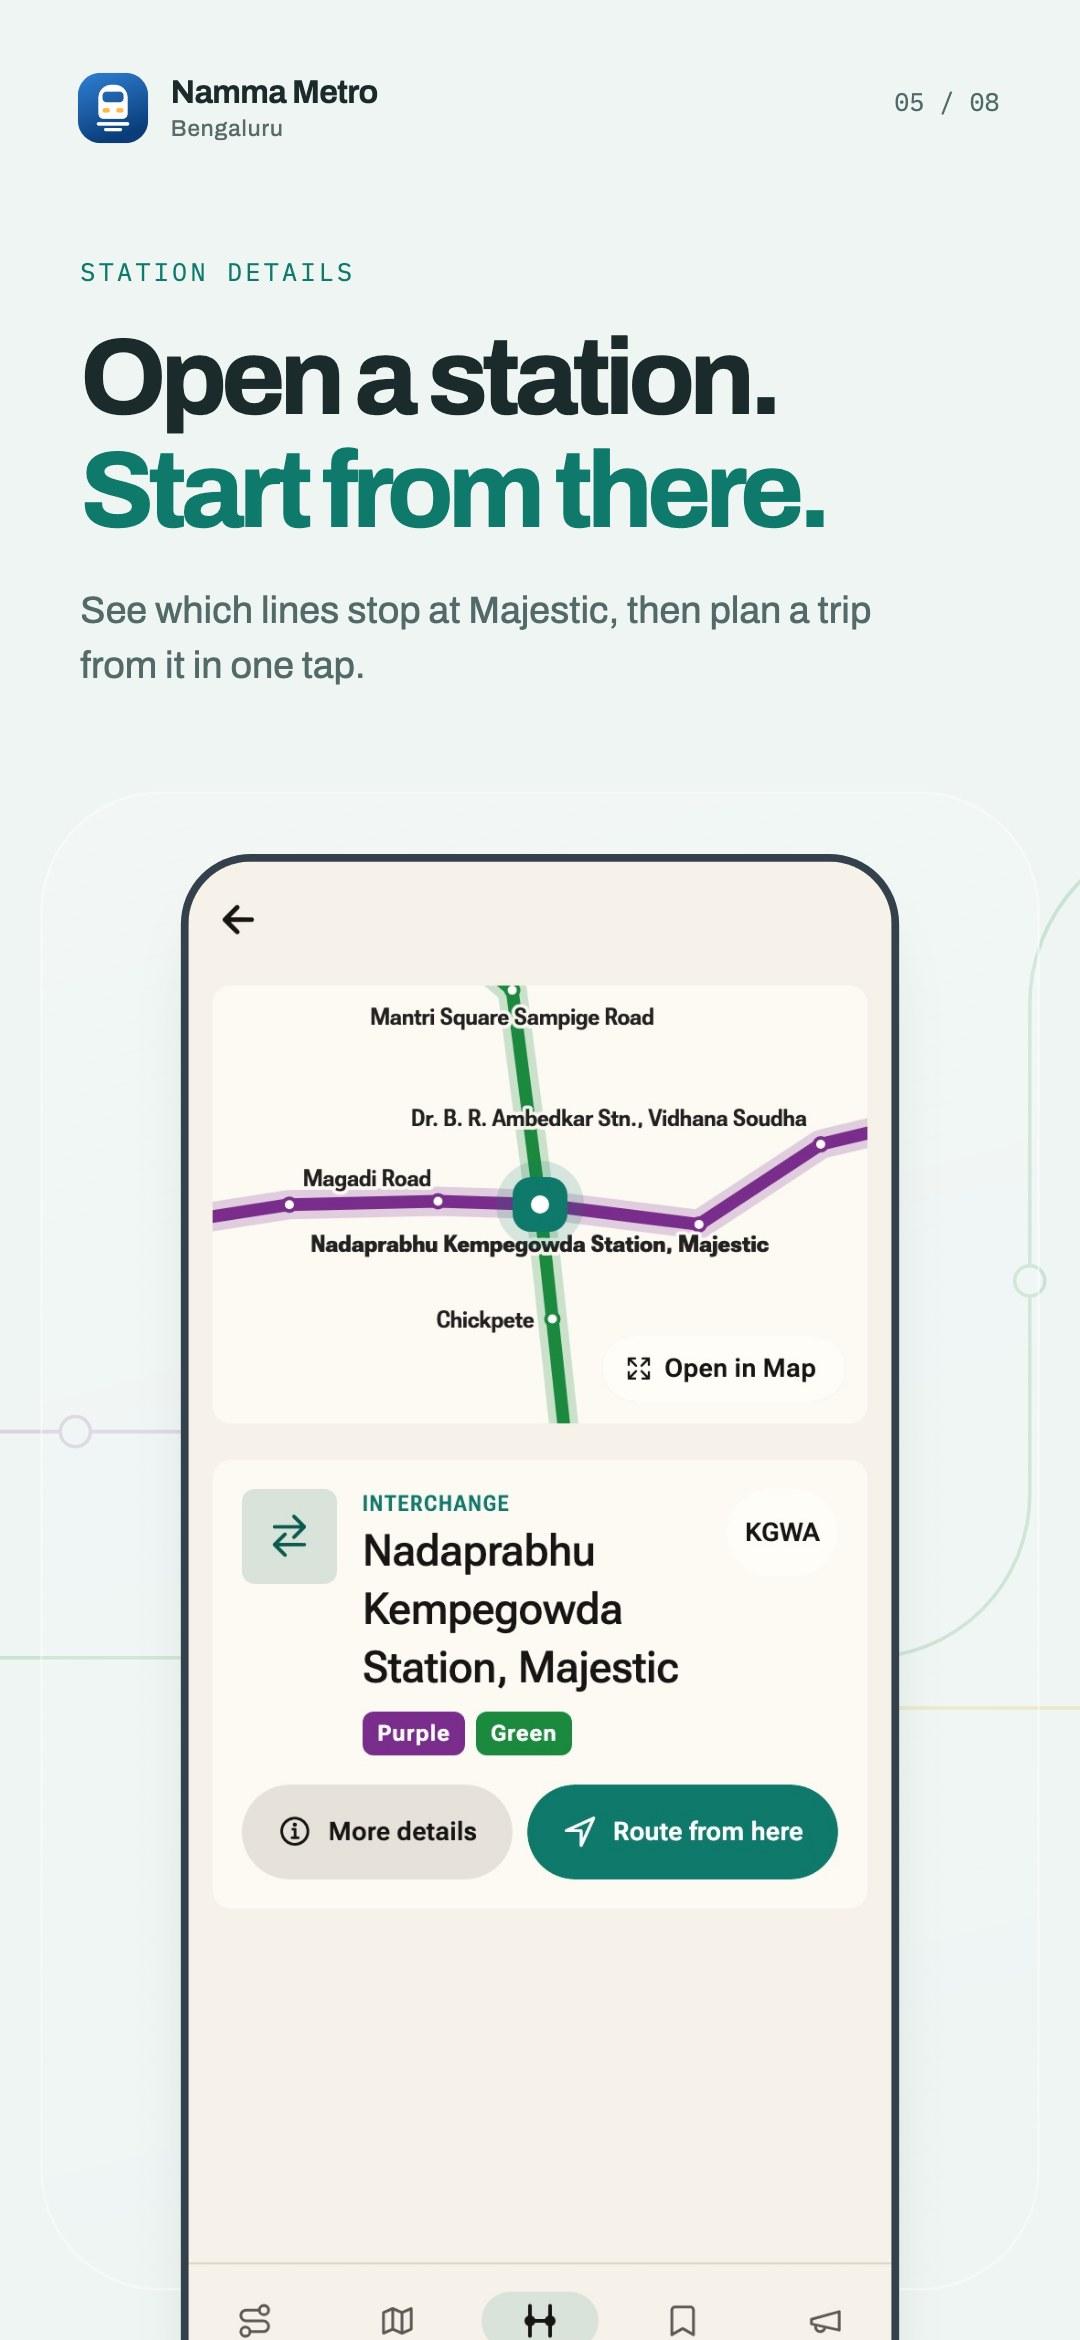 Namma Metro
Bengaluru
05 / 08
STATION DETAILS
Open a station.
Start from there.
See which lines stop at Majestic, then plan a trip
from it in one tap.
Mantri Square Sampige Road
Dr. B. R. Ambedkar Stn., Vidhana Soudha
Magadi Road
Nadaprabhu Kempegowda Station, Majestic
Chickpete
Open in Map
INTERCHANGE
KGWA
Nadaprabhu
Kempegowda
Station, Majestic
Purple
Green
More details
Route from here